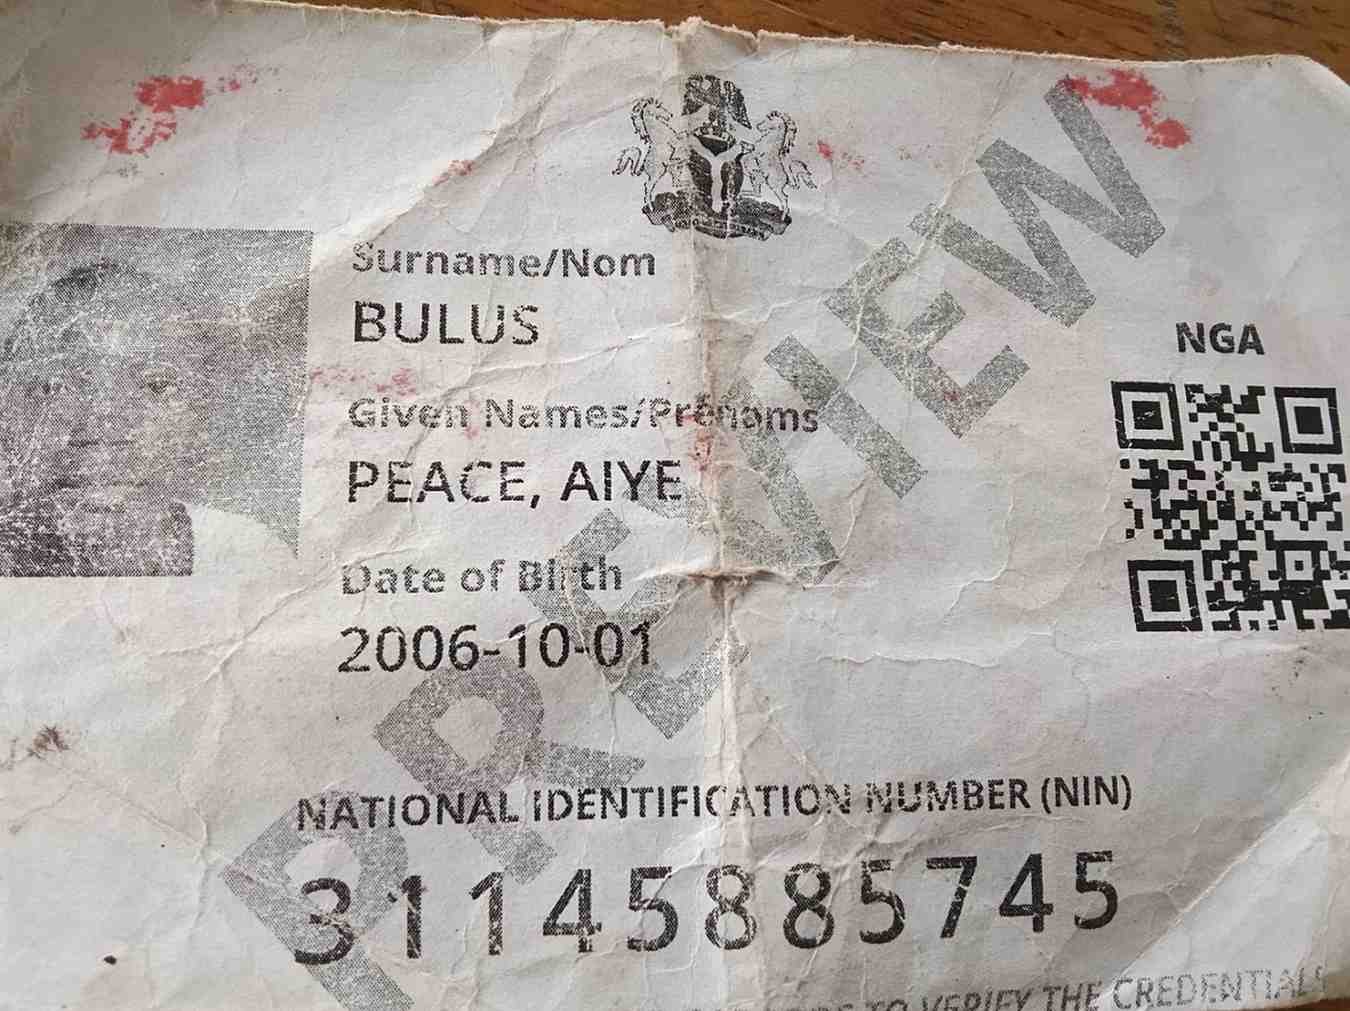 Surname/Nom
BULUS
Given Names/Prénoms
PEACE, AIYE
Date of Birth
2006-10-01
NGA
PREVIEW
NATIONAL IDENTIFICATION NUMBER (NIN)
31145885745
TO VERIFY THE CREDENTIALS